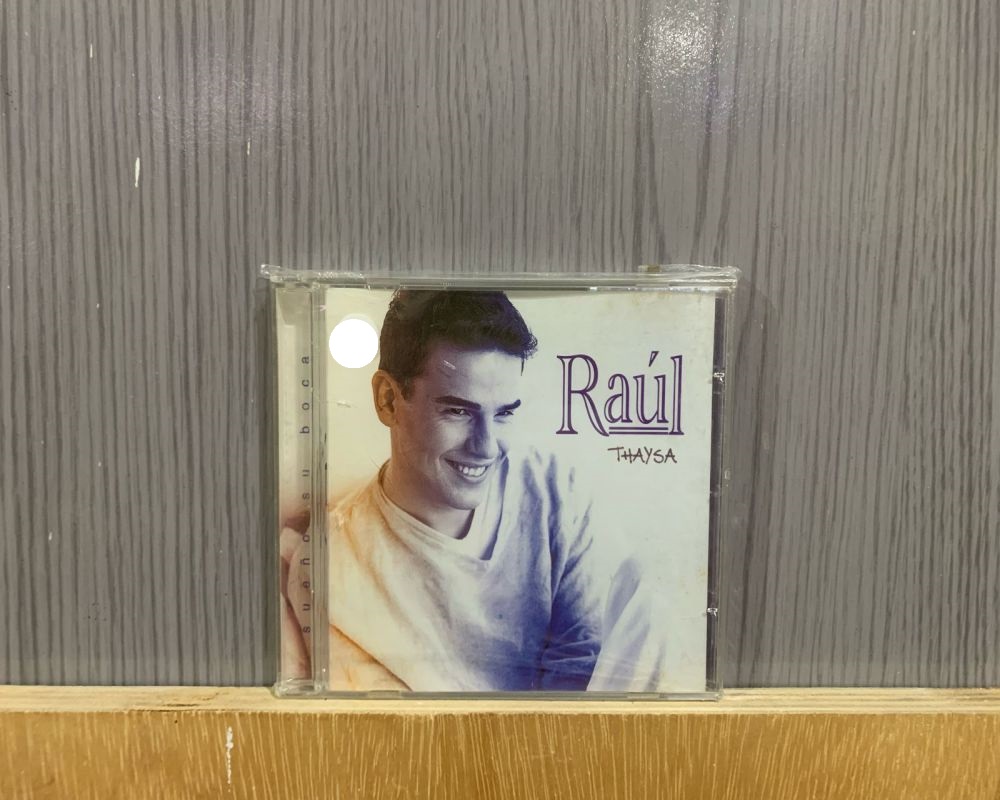 Raúl
THAYSA
sueño su boca